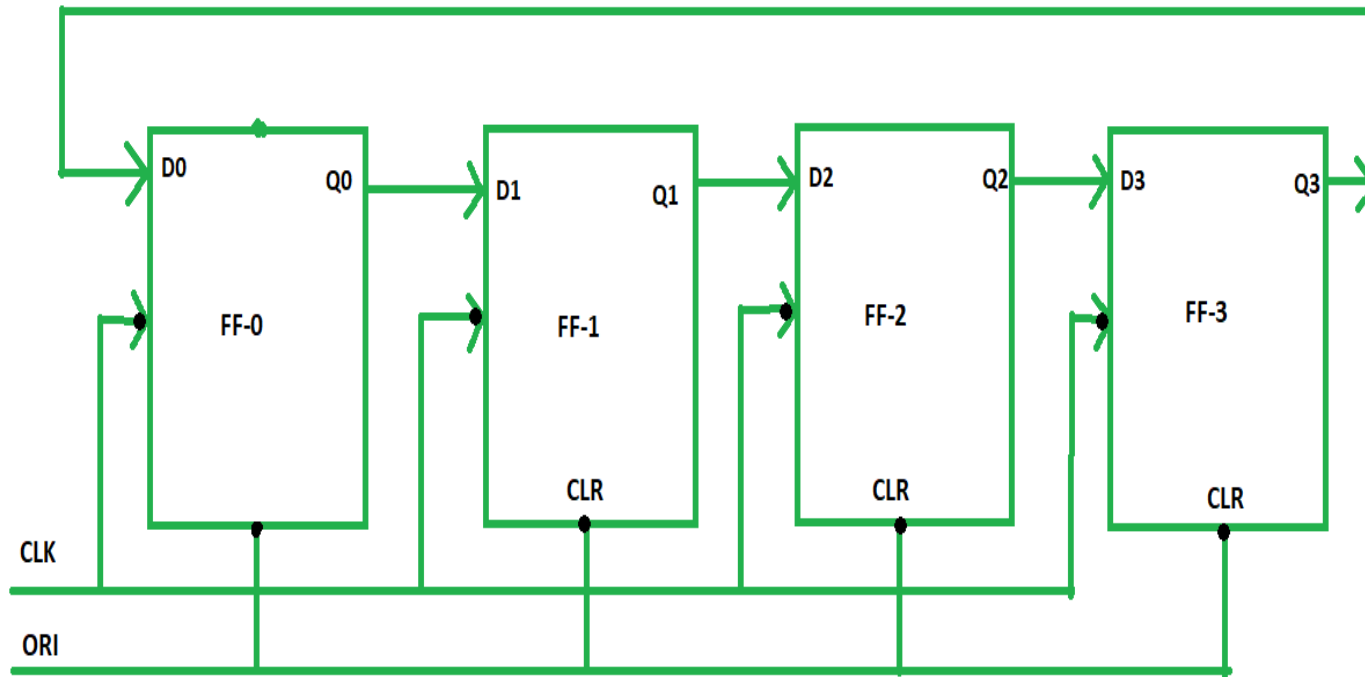 D0
Q0
D1
Q1
D2
Q2
D3
Q3
FF-0
FF-1
FF-2
FF-3
CLR
CLR
CLR
CLK
ORI